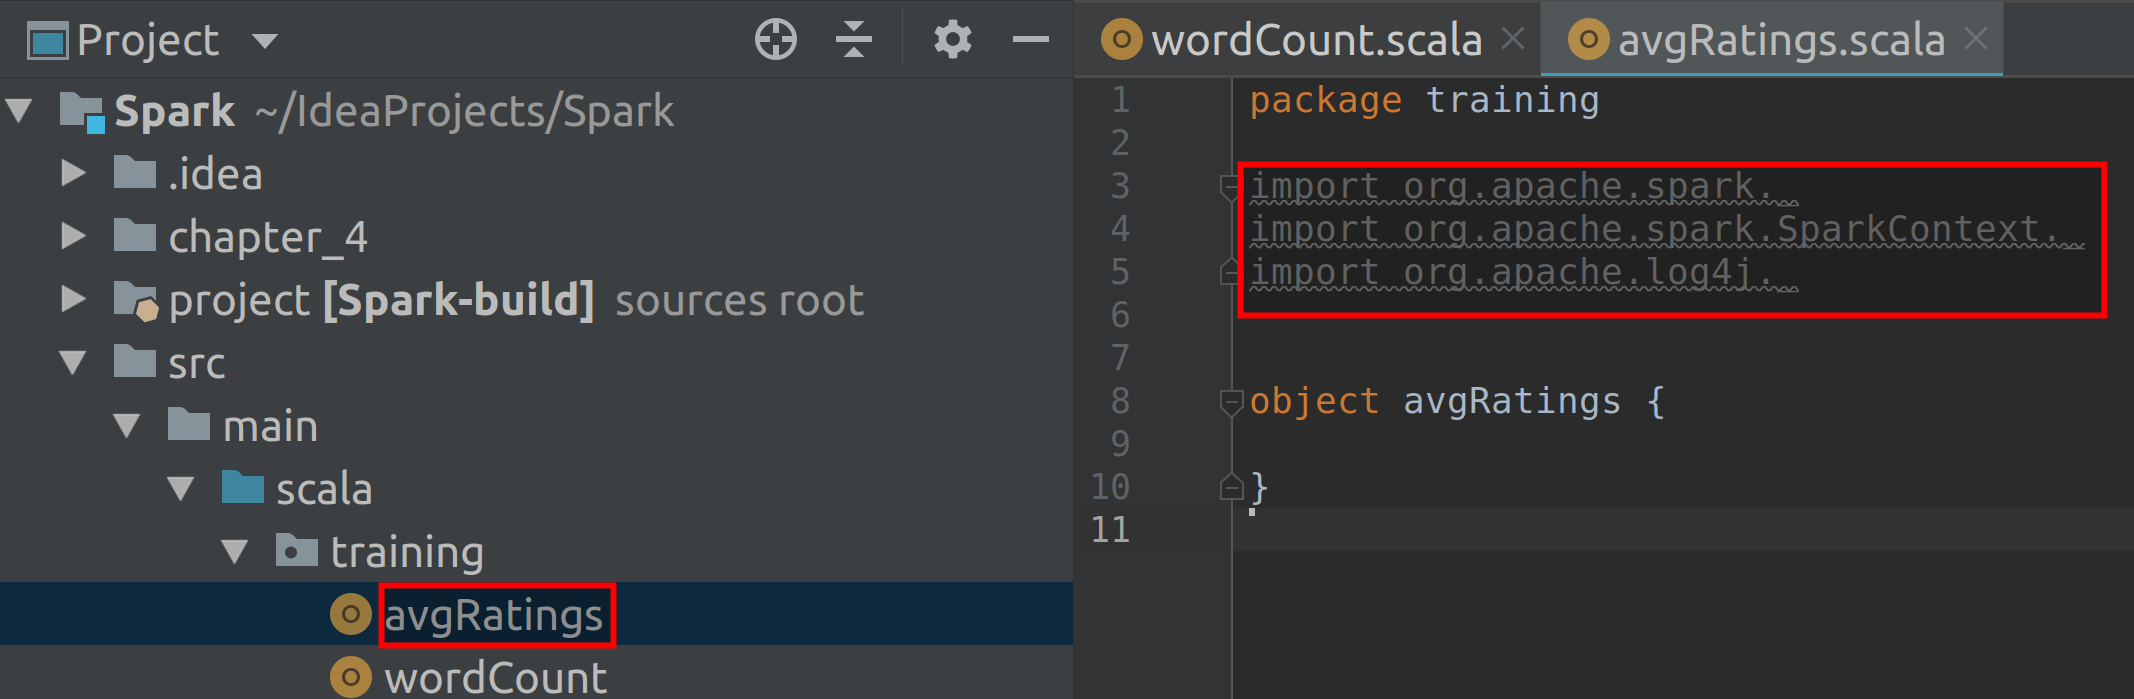 Project
Spark ~/IdeaProjects/Spark
.idea
chapter_4
project [Spark-build] sources root
src
main
scala
training
avgRatings
wordCount
wordCount.scala
avgRatings.scala
1 package training
2
3 import org.apache.spark._
4 import org.apache.spark.SparkContext._
5 import org.apache.log4j._
6
7
8 object avgRatings {
9
10 }
11